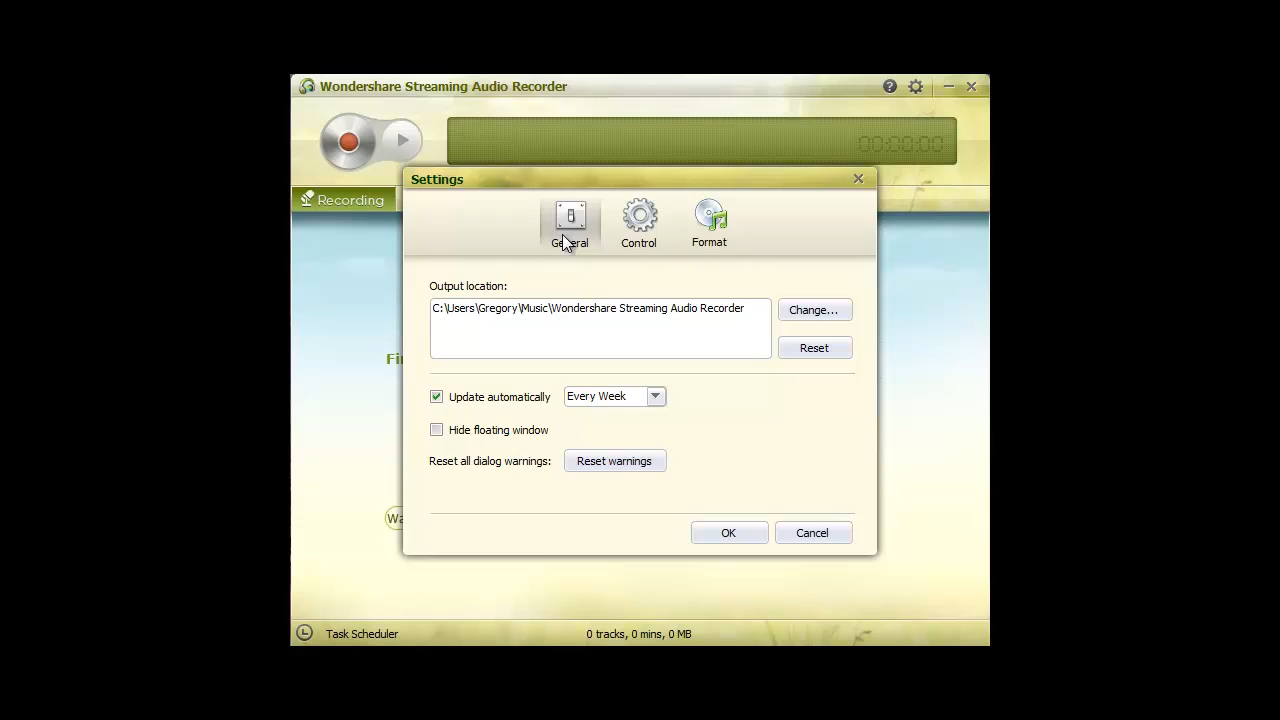 Wondershare Streaming Audio Recorder
00:00:00
Recording
Settings
General
Control
Format
Output location:
C:\Users\Gregory\Music\Wondershare Streaming Audio Recorder
Change...
Reset
Update automatically
Every Week
Hide floating window
Reset all dialog warnings:
Reset warnings
OK
Cancel
Task Scheduler
0 tracks, 0 mins, 0 MB